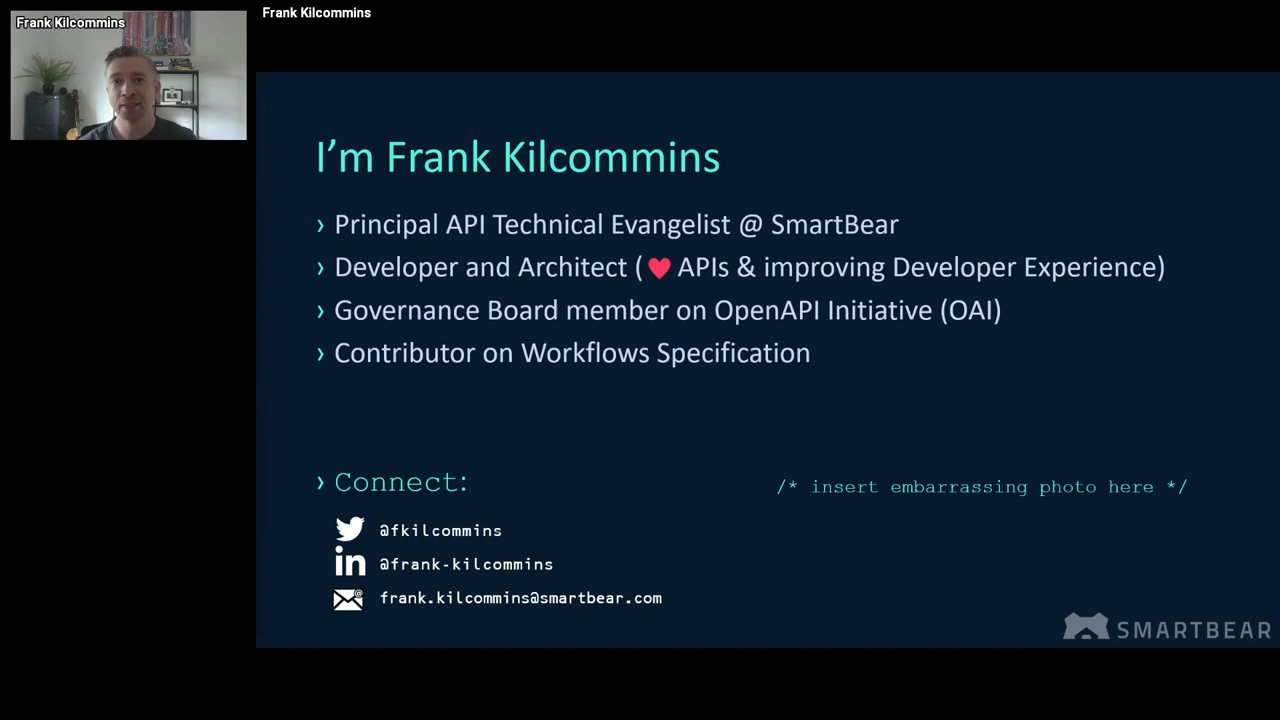 Frank Kilcommins
Frank Kilcommins
I’m Frank Kilcommins
› Principal API Technical Evangelist @ SmartBear
› Developer and Architect (❤ APIs & improving Developer Experience)
› Governance Board member on OpenAPI Initiative (OAI)
› Contributor on Workflows Specification
› Connect:
/* insert embarrassing photo here */
@fkilcommins
in @frank-kilcommins
frank.kilcommins@smartbear.com
SMARTBEAR